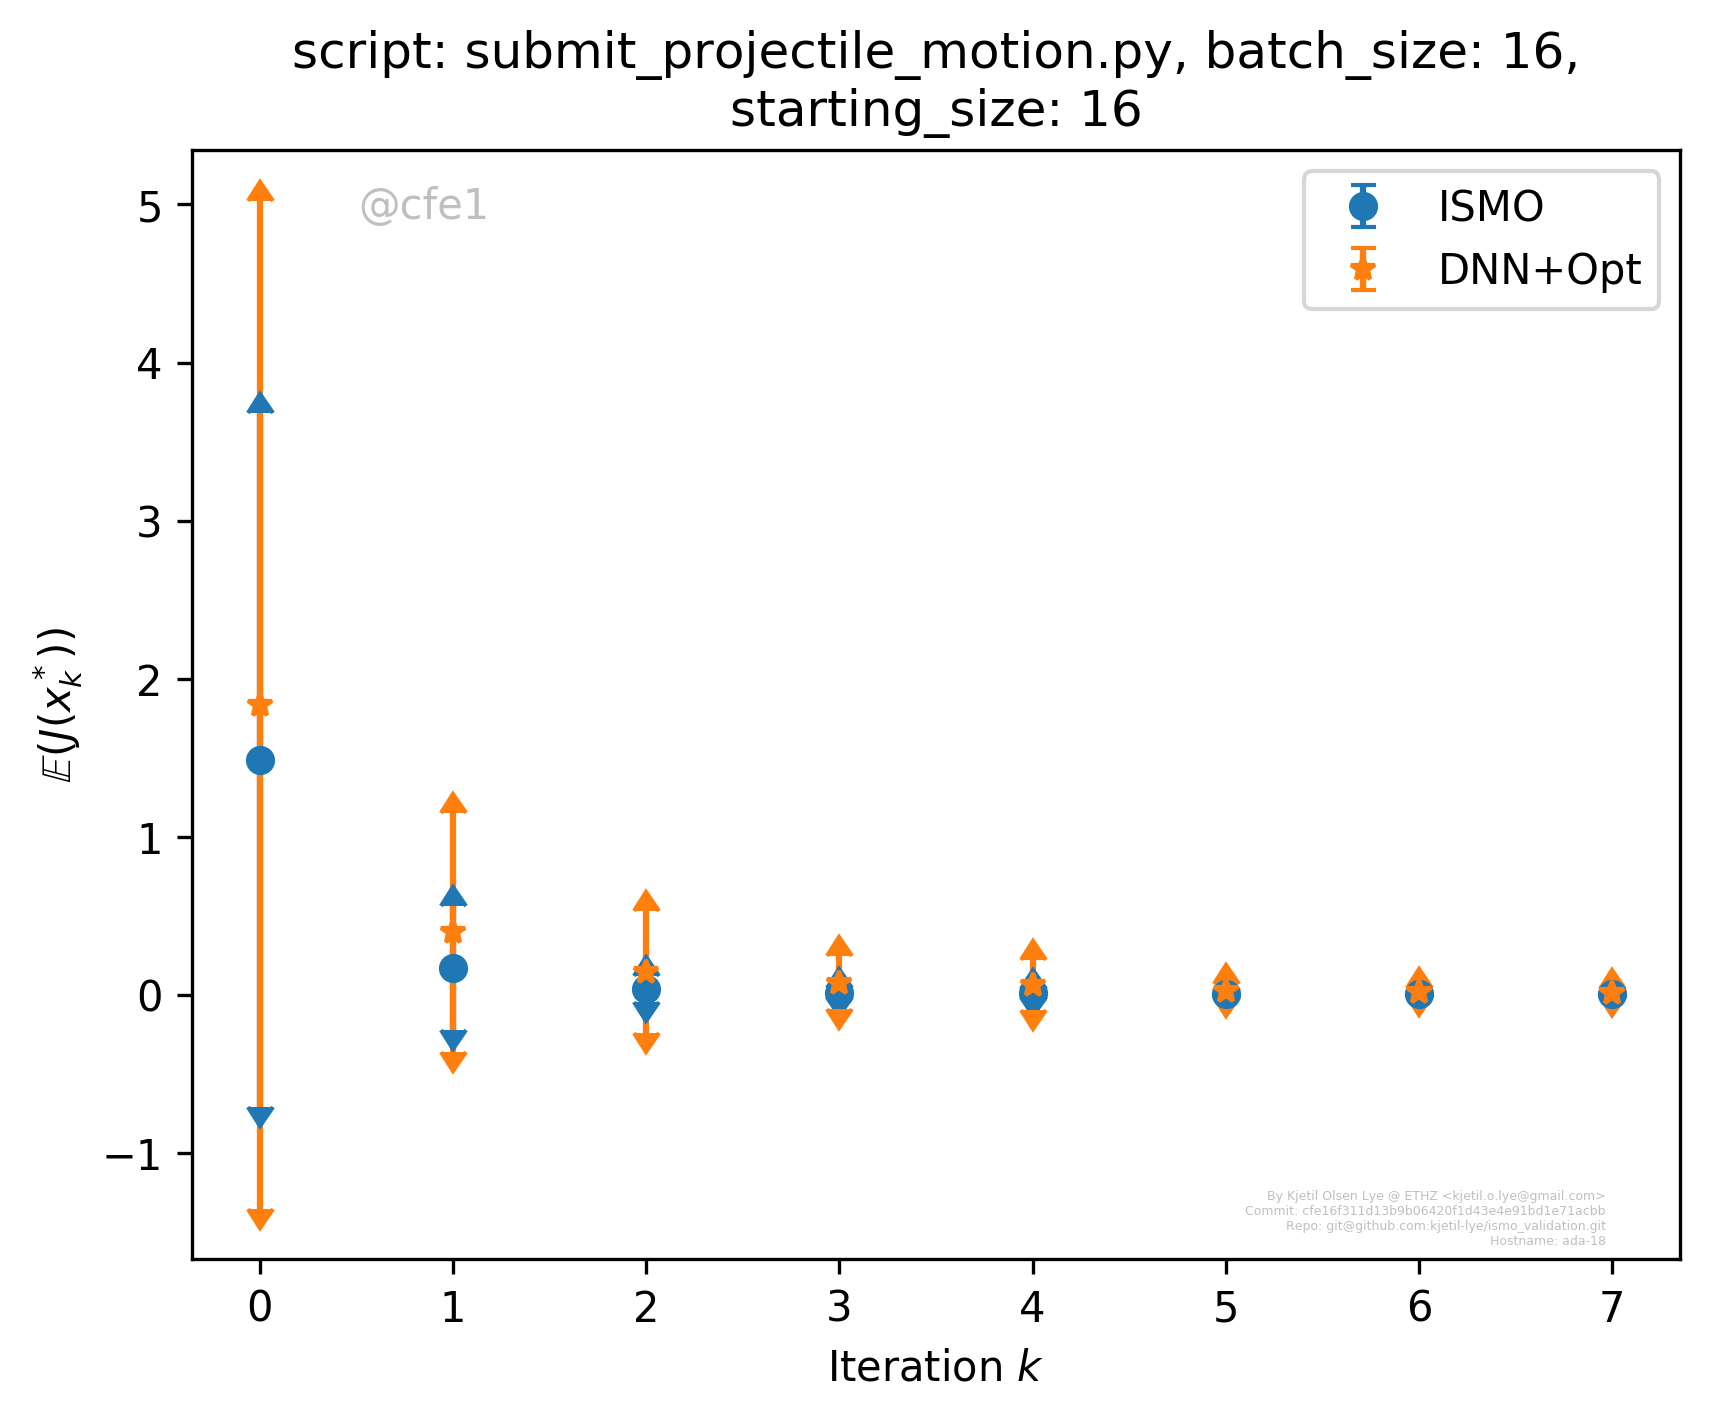 script: submit_projectile_motion.py, batch_size: 16,
starting_size: 16
@cfe1
ISMO
DNN+Opt
5
4
3
2
1
0
−1
𝔼(J(x*k))
By Kjetil Olsen Lye @ ETHZ <kjetil.o.lye@gmail.com>
Commit: cfe16f311d13b9b06420f1d43e4e91bd1e71acbb
Repo: git@github.com:kjetil-lye/ismo_validation.git
Hostname: ada-18
0 1 2 3 4 5 6 7
Iteration k